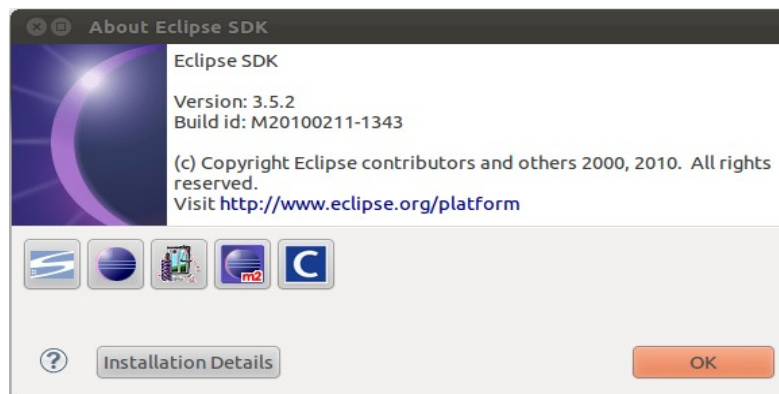 About Eclipse SDK
Eclipse SDK
Version: 3.5.2
Build id: M20100211-1343
(c) Copyright Eclipse contributors and others 2000, 2010.  All rights
reserved.
Visit http://www.eclipse.org/platform
m2
C
?
Installation Details
OK